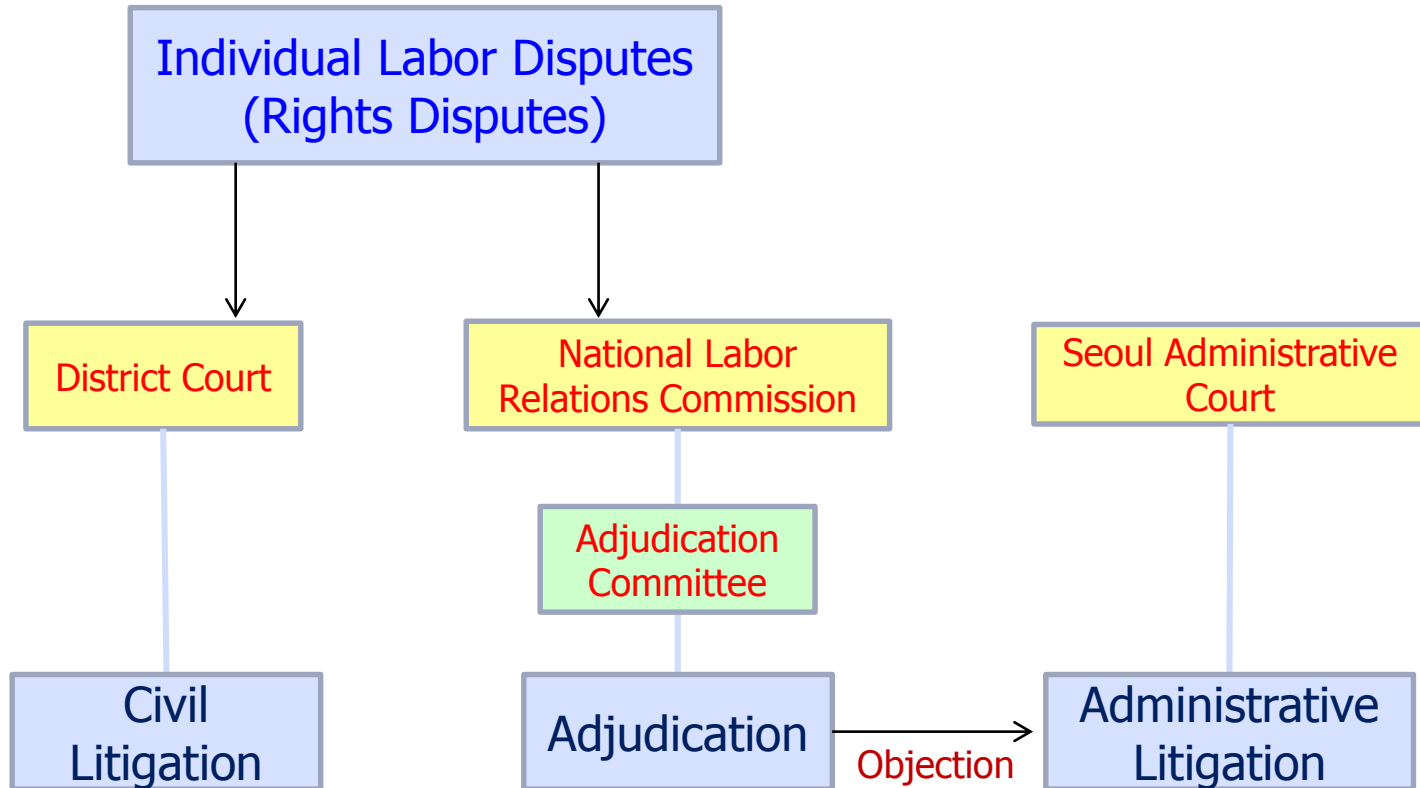 Individual Labor Disputes
(Rights Disputes)
District Court
National Labor
Relations Commission
Seoul Administrative
Court
Adjudication
Committee
Civil
Litigation
Adjudication
Objection
Administrative
Litigation